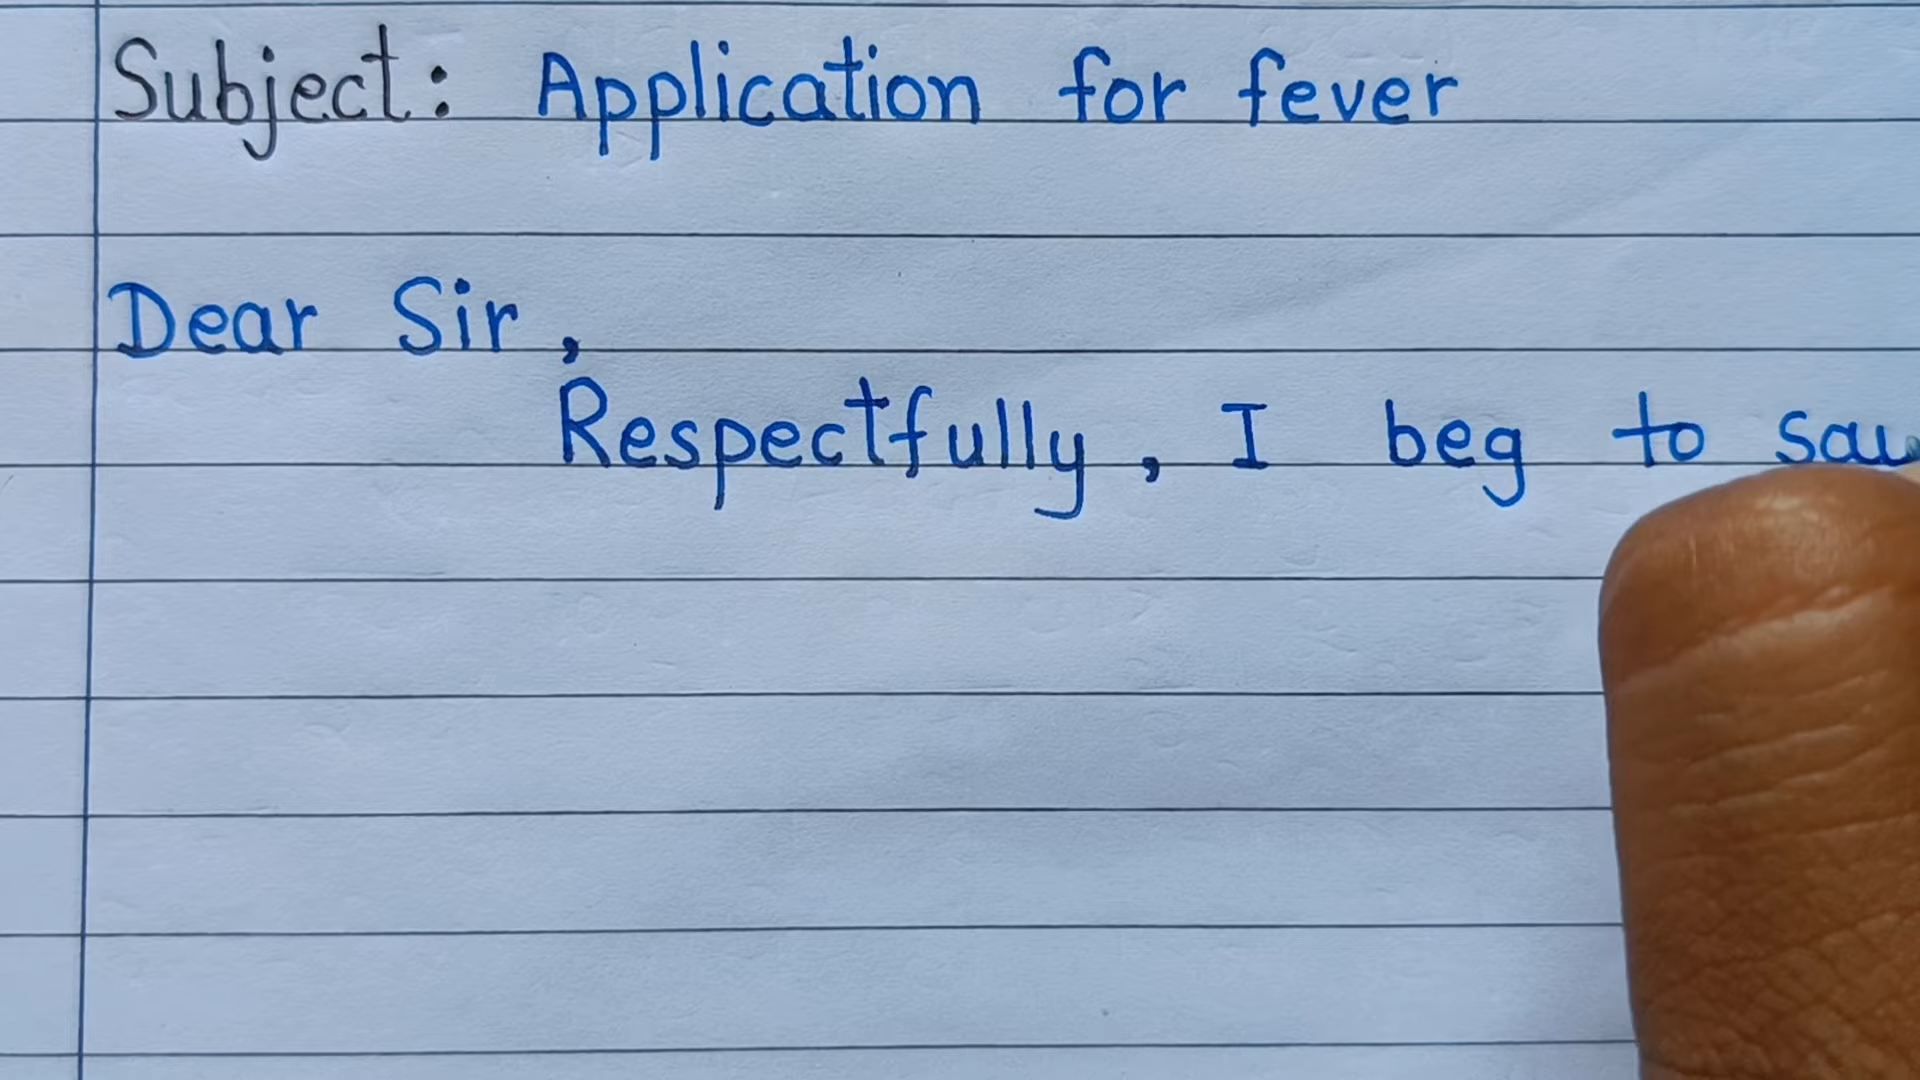 Subject: Application for fever
Dear Sir,
Respectfully, I beg to